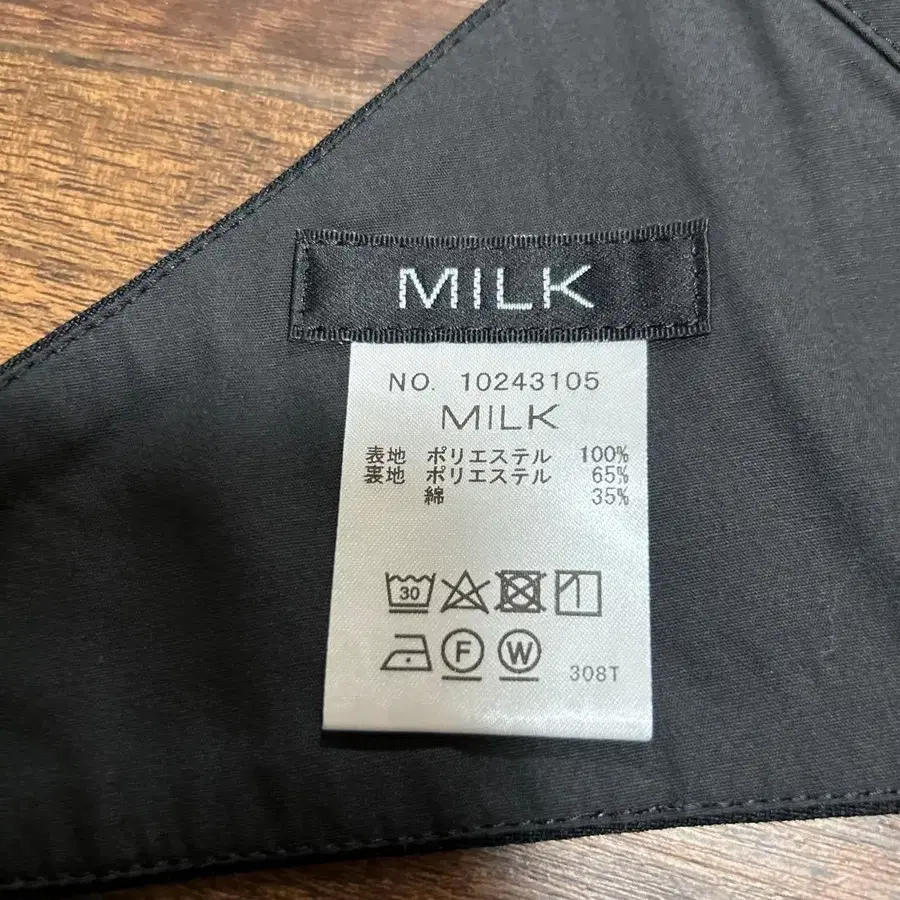 MILK
NO. 10243105
MILK
表地 ポリエステル 100%
裏地 ポリエステル 65%
綿 35%
30
F W 308T